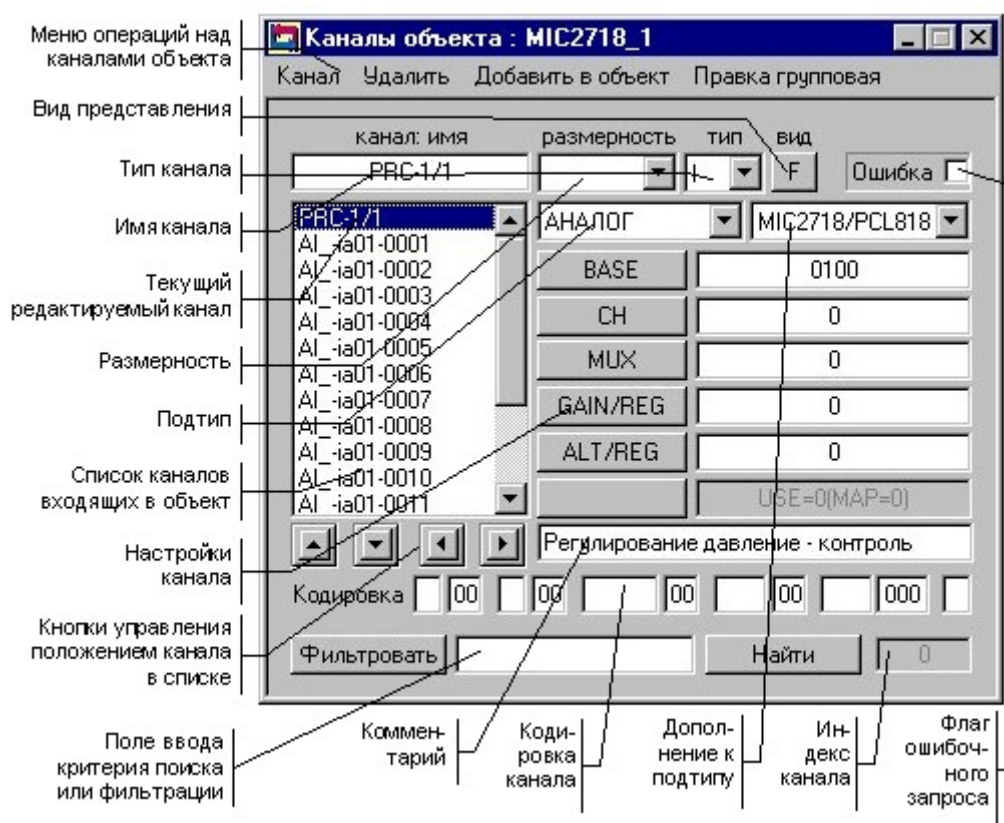 Меню операций над
каналами объекта
Вид представления
Тип канала
Имя канала
Текущий
редактируемый канал
Размерность
Подтип
Список каналов
входящих в объект
Настройки
канала
Кнопки управления
положением канала
в списке
Поле ввода
критерия поиска
или фильтрации
Каналы объекта : MIC2718_1
Канал Удалить Добавить в объект Правка групповая
канал: имя размерность тип вид
PRC-1/1 I F Ошибка
PRC-1/1
AI_-ia01-0001
AI_-ia01-0002
AI_-ia01-0003
AI_-ia01-0004
AI_-ia01-0005
AI_-ia01-0006
AI_-ia01-0007
AI_-ia01-0008
AI_-ia01-0009
AI_-ia01-0010
AI_-ia01-0011
АНАЛОГ MIC2718/PCL818
BASE 0100
CH 0
MUX 0
GAIN/REG 0
ALT/REG 0
USE=0(MAP=0)
Регулирование давление - контроль
Кодировка 00 00 00 00 000
Фильтровать Найти 0
Коммен-
тарий
Коди-
ровка
канала
Допол-
нение к
подтипу
Ин-
декс
канала
Флаг
ошибоч-
ного
запроса